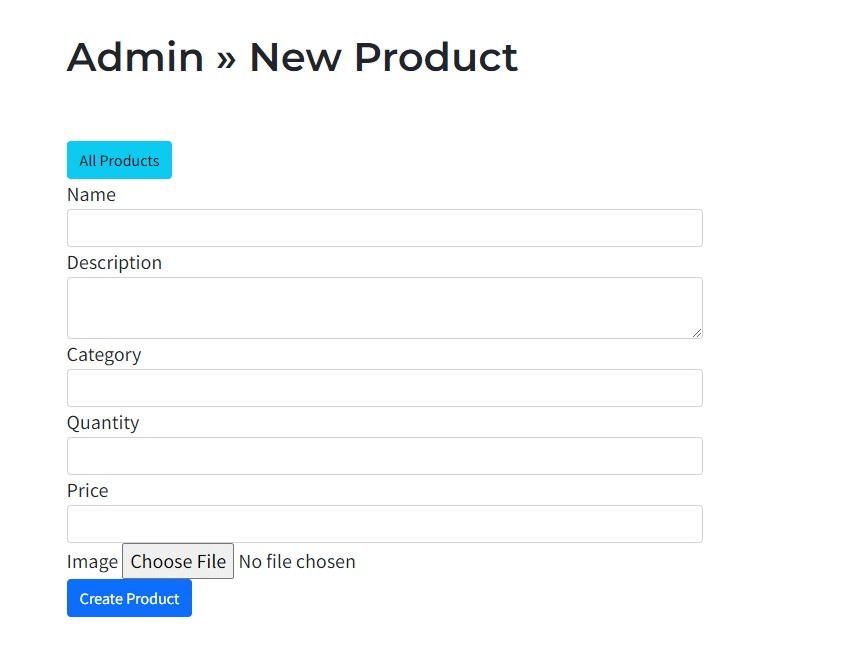 Admin » New Product
All Products
Name
Description
Category
Quantity
Price
Image Choose File No file chosen
Create Product